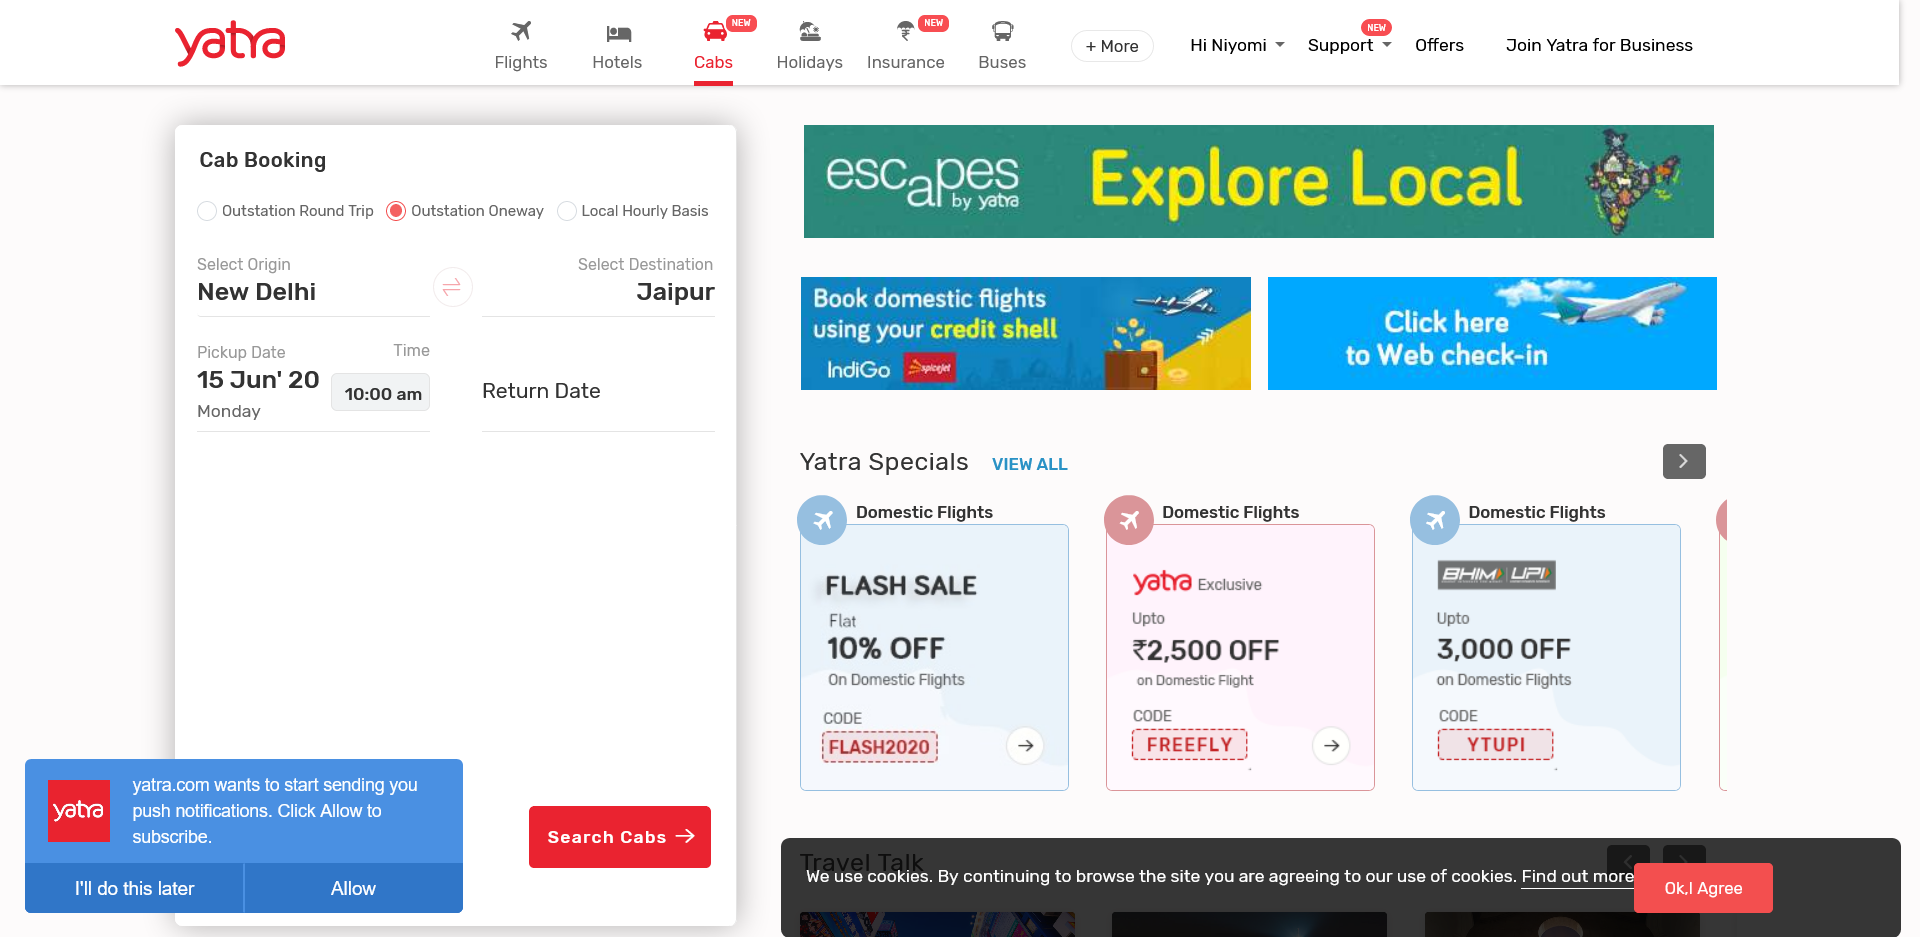 yatra
Flights
Hotels
NEW
Cabs
Holidays
NEW
Insurance
Buses
+ More
Hi Niyomi
NEW
Support
Offers
Join Yatra for Business
Cab Booking
Outstation Round Trip
Outstation Oneway
Local Hourly Basis
Select Origin
New Delhi
Select Destination
Jaipur
Pickup Date
15 Jun' 20
Monday
Time
10:00 am
Return Date
Search Cabs
yatra
yatra.com wants to start sending you
push notifications. Click Allow to
subscribe.
I'll do this later
Allow
escapes
by yatra
Explore Local
Book domestic flights
using your credit shell
IndiGo
spicejet
Click here
to Web check-in
Yatra Specials
VIEW ALL
Domestic Flights
FLASH SALE
Flat
10% OFF
On Domestic Flights
CODE
FLASH2020
Domestic Flights
yatra Exclusive
Upto
₹2,500 OFF
on Domestic Flight
CODE
FREEFLY
Domestic Flights
BHIM UPI
Upto
3,000 OFF
on Domestic Flights
CODE
YTUPI
Travel Talk
We use cookies. By continuing to browse the site you are agreeing to our use of cookies. Find out more
Ok,I Agree